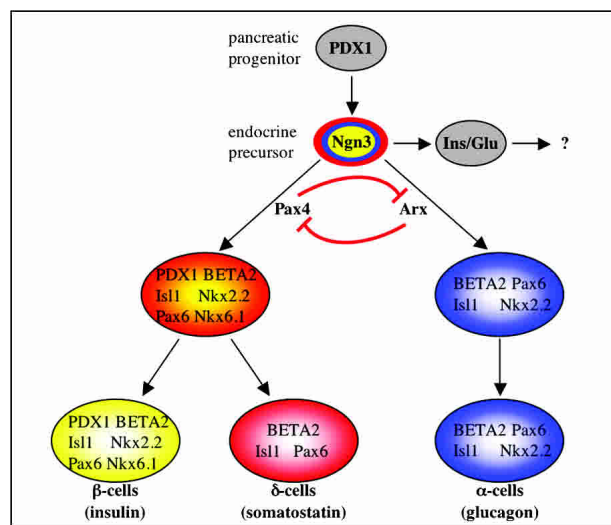 pancreatic
progenitor
PDX1
endocrine
precursor
Ngn3
Ins/Glu
?
Pax4
Arx
PDX1 BETA2
Isl1 Nkx2.2
Pax6 Nkx6.1
BETA2 Pax6
Isl1 Nkx2.2
PDX1 BETA2
Isl1 Nkx2.2
Pax6 Nkx6.1
BETA2
Isl1 Pax6
BETA2 Pax6
Isl1 Nkx2.2
β-cells
(insulin)
δ-cells
(somatostatin)
α-cells
(glucagon)